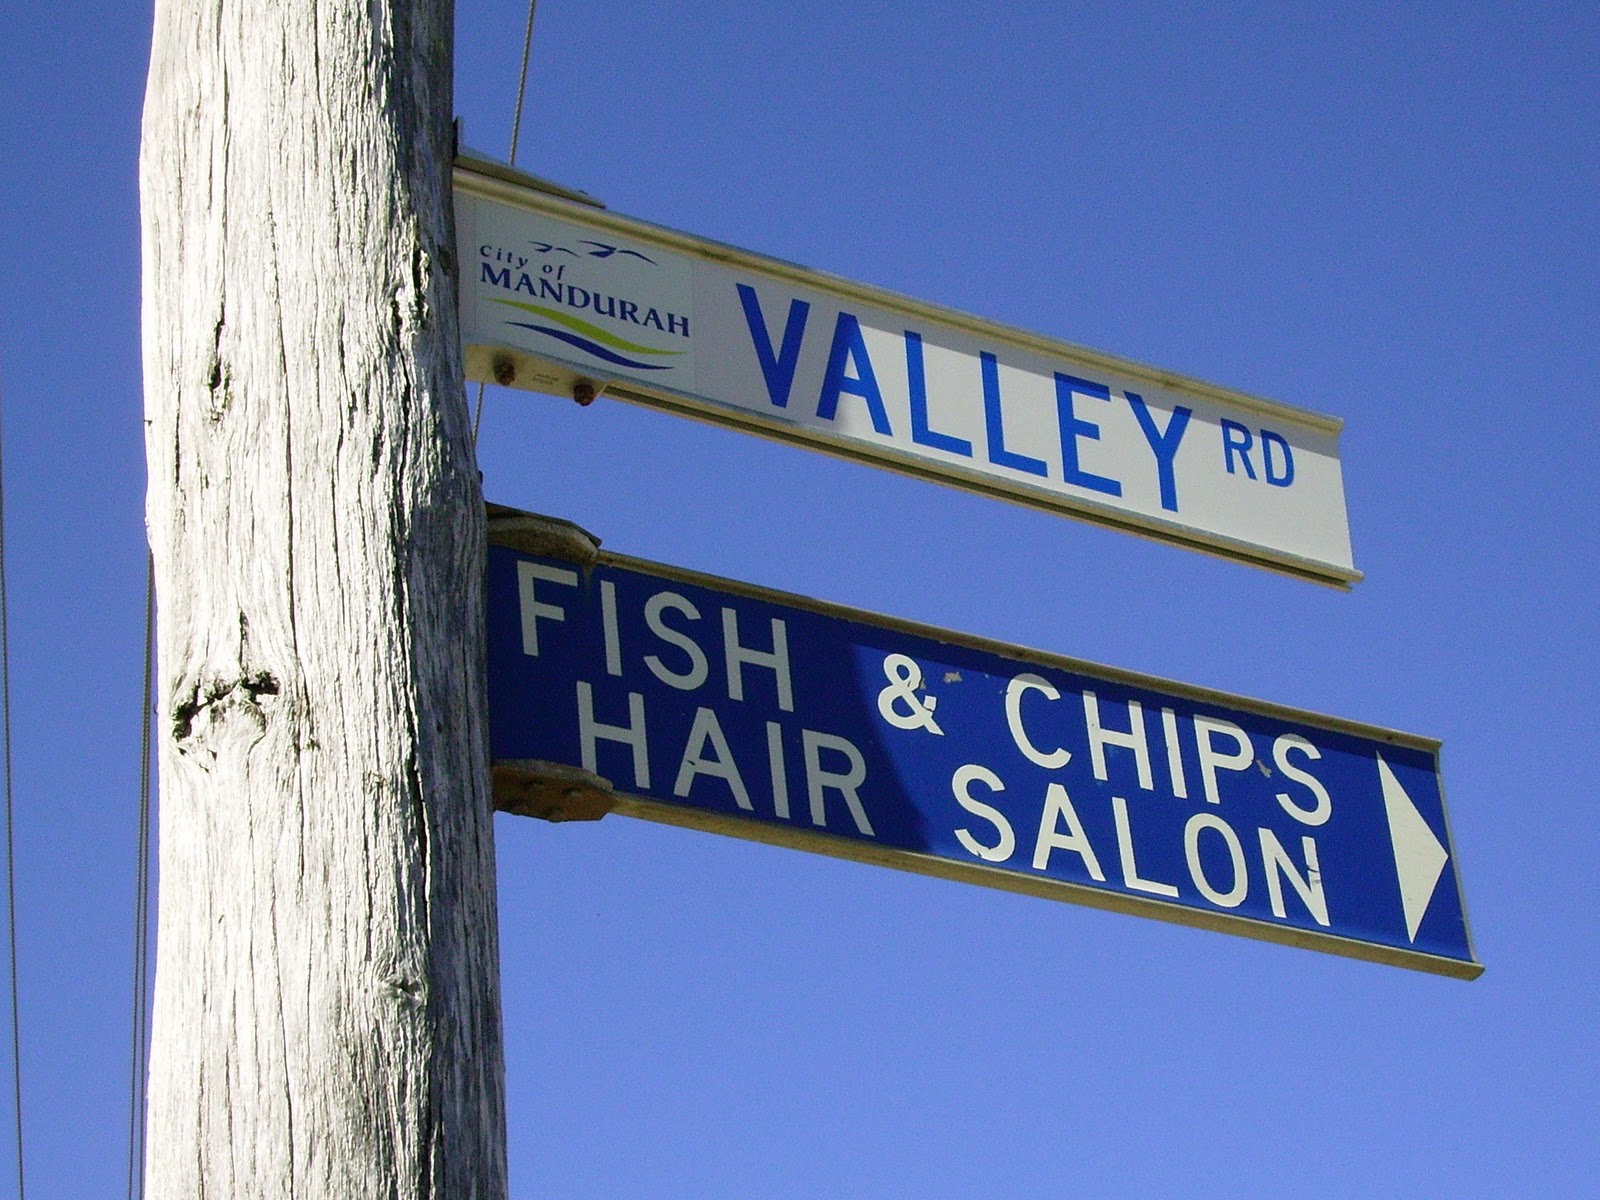 City of
MANDURAH
VALLEY RD
FISH & CHIPS
HAIR SALON